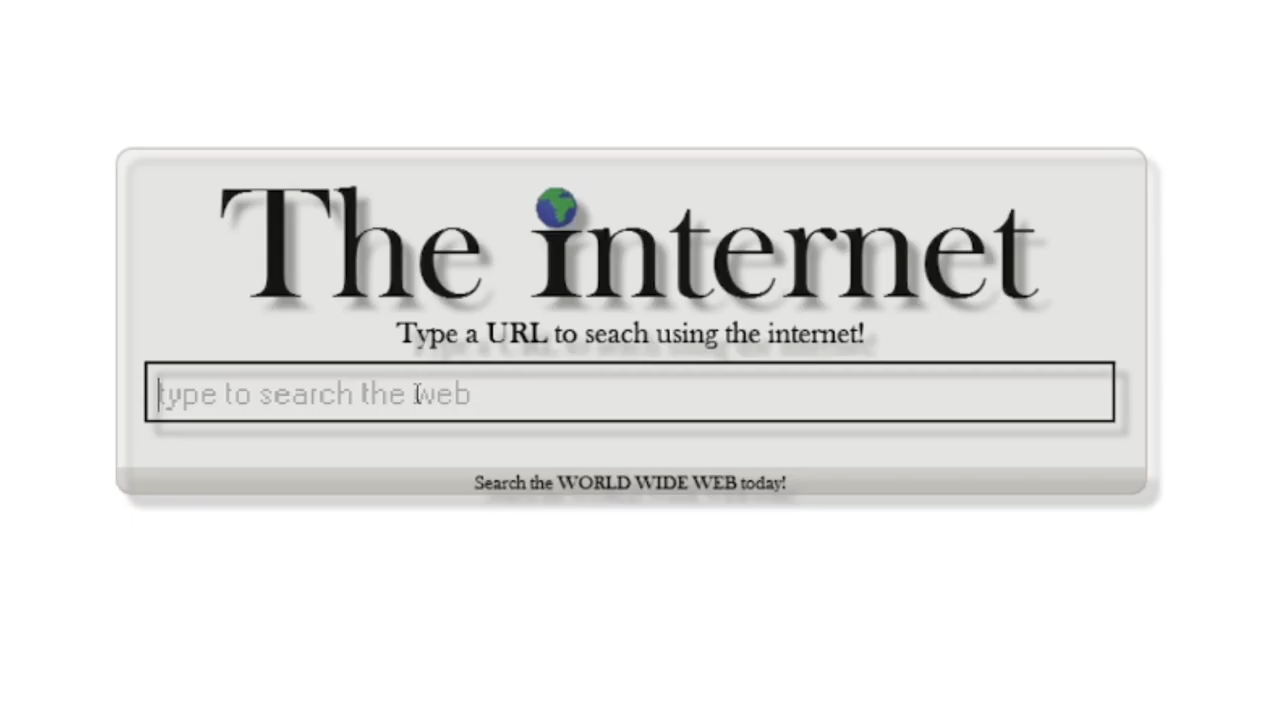 The internet
Type a URL to seach using the internet!
type to search the web
Search the WORLD WIDE WEB today!